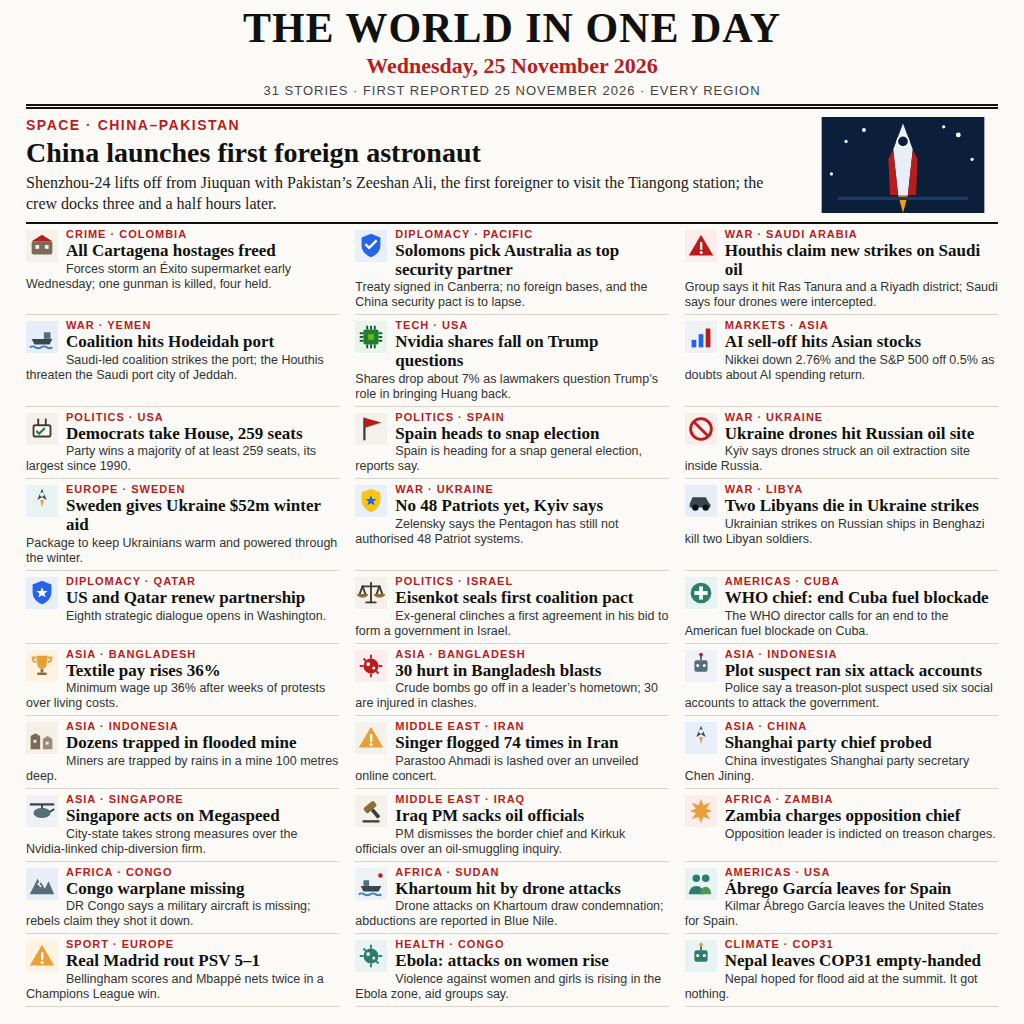 THE WORLD IN ONE DAY
Wednesday, 25 November 2026
31 STORIES · FIRST REPORTED 25 NOVEMBER 2026 · EVERY REGION
SPACE · CHINA–PAKISTAN
China launches first foreign astronaut
Shenzhou-24 lifts off from Jiuquan with Pakistan’s Zeeshan Ali, the first foreigner to visit the Tiangong station; the
crew docks three and a half hours later.
CRIME · COLOMBIA
All Cartagena hostages freed
Forces storm an Éxito supermarket early
Wednesday; one gunman is killed, four held.
DIPLOMACY · PACIFIC
Solomons pick Australia as top
security partner
Treaty signed in Canberra; no foreign bases, and the
China security pact is to lapse.
WAR · SAUDI ARABIA
Houthis claim new strikes on Saudi
oil
Group says it hit Ras Tanura and a Riyadh district; Saudi
says four drones were intercepted.
WAR · YEMEN
Coalition hits Hodeidah port
Saudi-led coalition strikes the port; the Houthis
threaten the Saudi port city of Jeddah.
TECH · USA
Nvidia shares fall on Trump
questions
Shares drop about 7% as lawmakers question Trump’s
role in bringing Huang back.
MARKETS · ASIA
AI sell-off hits Asian stocks
Nikkei down 2.76% and the S&P 500 off 0.5% as
doubts about AI spending return.
POLITICS · USA
Democrats take House, 259 seats
Party wins a majority of at least 259 seats, its
largest since 1990.
POLITICS · SPAIN
Spain heads to snap election
Spain is heading for a snap general election,
reports say.
WAR · UKRAINE
Ukraine drones hit Russian oil site
Kyiv says drones struck an oil extraction site
inside Russia.
EUROPE · SWEDEN
Sweden gives Ukraine $52m winter
aid
Package to keep Ukrainians warm and powered through
the winter.
WAR · UKRAINE
No 48 Patriots yet, Kyiv says
Zelensky says the Pentagon has still not
authorised 48 Patriot systems.
WAR · LIBYA
Two Libyans die in Ukraine strikes
Ukrainian strikes on Russian ships in Benghazi
kill two Libyan soldiers.
DIPLOMACY · QATAR
US and Qatar renew partnership
Eighth strategic dialogue opens in Washington.
POLITICS · ISRAEL
Eisenkot seals first coalition pact
Ex-general clinches a first agreement in his bid to
form a government in Israel.
AMERICAS · CUBA
WHO chief: end Cuba fuel blockade
The WHO director calls for an end to the
American fuel blockade on Cuba.
ASIA · BANGLADESH
Textile pay rises 36%
Minimum wage up 36% after weeks of protests
over living costs.
ASIA · BANGLADESH
30 hurt in Bangladesh blasts
Crude bombs go off in a leader’s hometown; 30
are injured in clashes.
ASIA · INDONESIA
Plot suspect ran six attack accounts
Police say a treason-plot suspect used six social
accounts to attack the government.
ASIA · INDONESIA
Dozens trapped in flooded mine
Miners are trapped by rains in a mine 100 metres
deep.
MIDDLE EAST · IRAN
Singer flogged 74 times in Iran
Parastoo Ahmadi is lashed over an unveiled
online concert.
ASIA · CHINA
Shanghai party chief probed
China investigates Shanghai party secretary
Chen Jining.
ASIA · SINGAPORE
Singapore acts on Megaspeed
City-state takes strong measures over the
Nvidia-linked chip-diversion firm.
MIDDLE EAST · IRAQ
Iraq PM sacks oil officials
PM dismisses the border chief and Kirkuk
officials over an oil-smuggling inquiry.
AFRICA · ZAMBIA
Zambia charges opposition chief
Opposition leader is indicted on treason charges.
AFRICA · CONGO
Congo warplane missing
DR Congo says a military aircraft is missing;
rebels claim they shot it down.
AFRICA · SUDAN
Khartoum hit by drone attacks
Drone attacks on Khartoum draw condemnation;
abductions are reported in Blue Nile.
AMERICAS · USA
Ábrego García leaves for Spain
Kilmar Ábrego García leaves the United States
for Spain.
SPORT · EUROPE
Real Madrid rout PSV 5–1
Bellingham scores and Mbappé nets twice in a
Champions League win.
HEALTH · CONGO
Ebola: attacks on women rise
Violence against women and girls is rising in the
Ebola zone, aid groups say.
CLIMATE · COP31
Nepal leaves COP31 empty-handed
Nepal hoped for flood aid at the summit. It got
nothing.